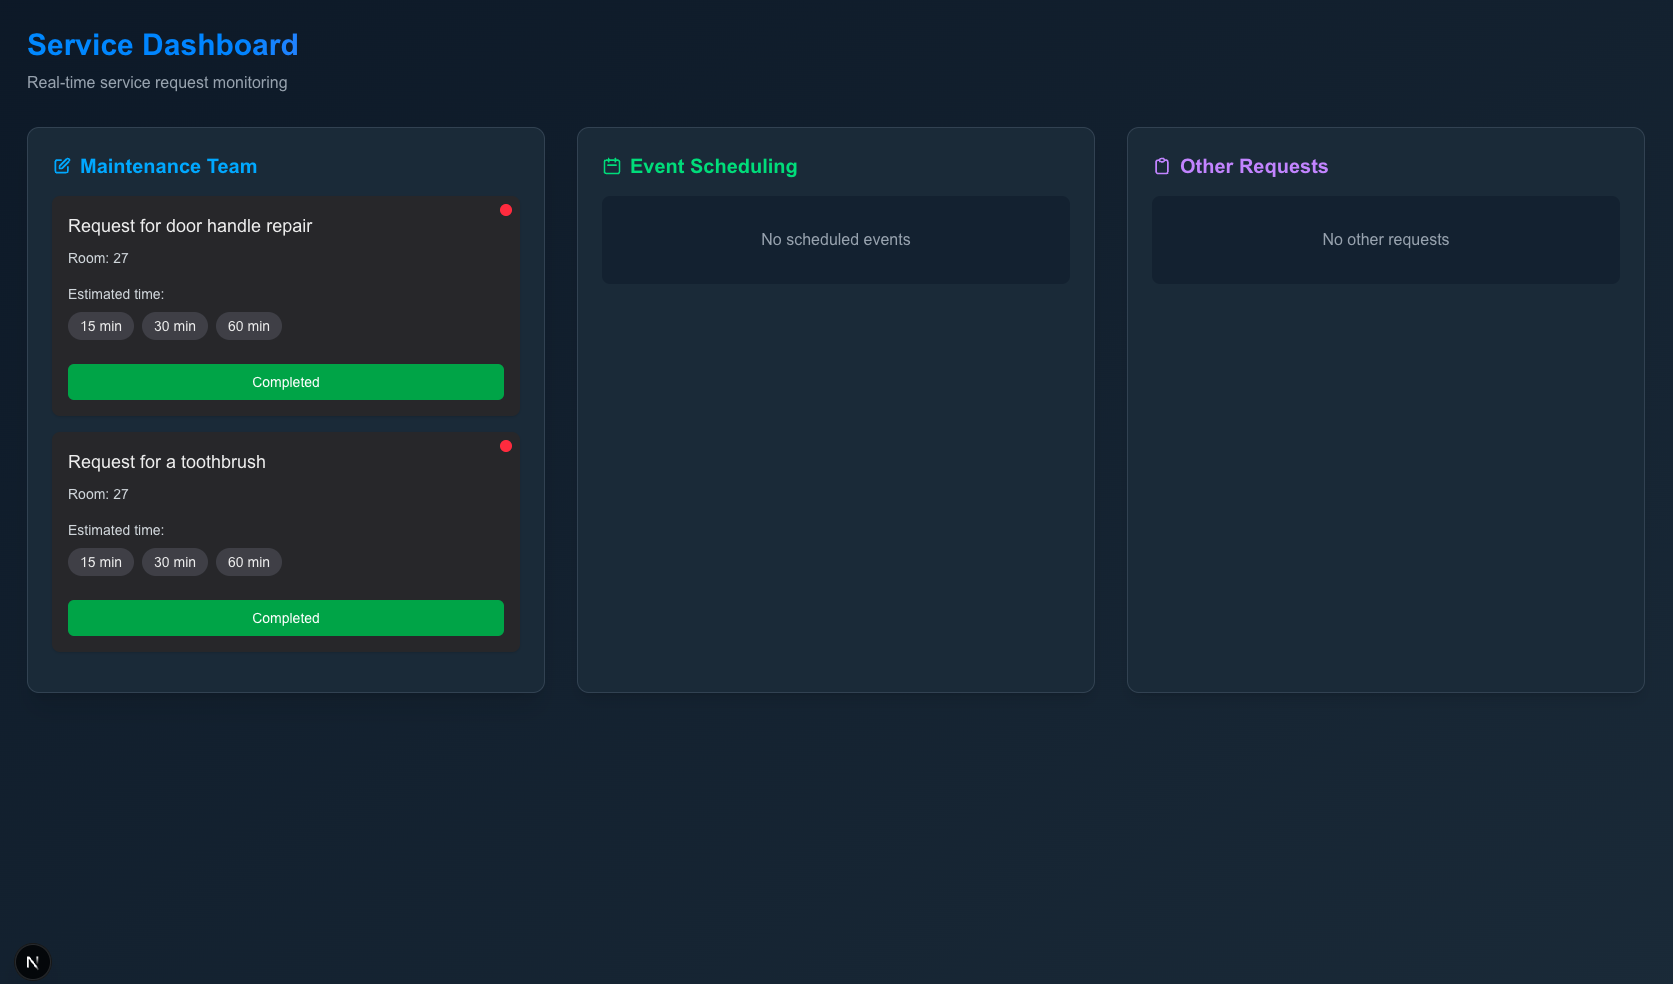 Service Dashboard
Real-time service request monitoring
Maintenance Team
Request for door handle repair
Room: 27
Estimated time:
15 min 30 min 60 min
Completed
Request for a toothbrush
Room: 27
Estimated time:
15 min 30 min 60 min
Completed
Event Scheduling
No scheduled events
Other Requests
No other requests
N